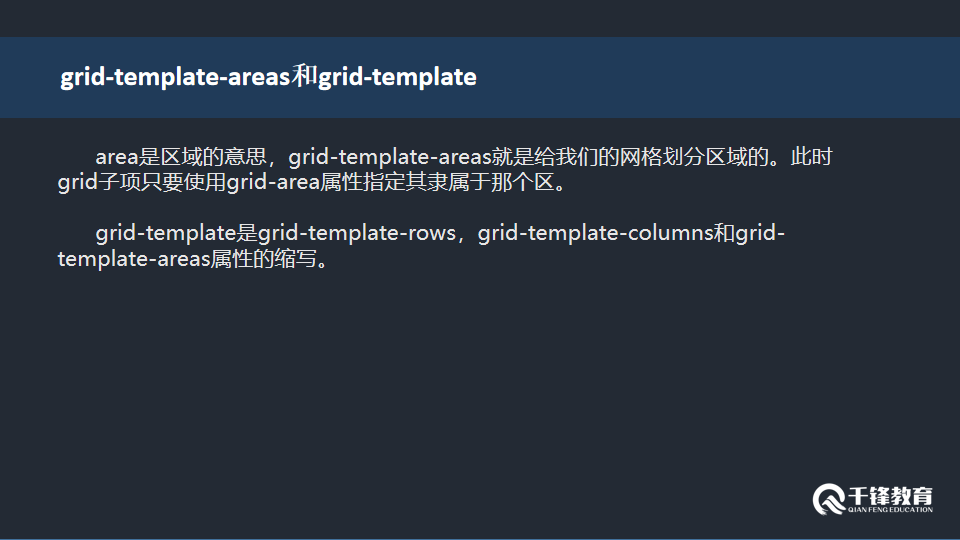 grid-template-areas和grid-template
area是区域的意思，grid-template-areas就是给我们的网格划分区域的。此时
grid子项只要使用grid-area属性指定其隶属于那个区。
grid-template是grid-template-rows，grid-template-columns和grid-
template-areas属性的缩写。
千锋教育
QIAN FENG EDUCATION